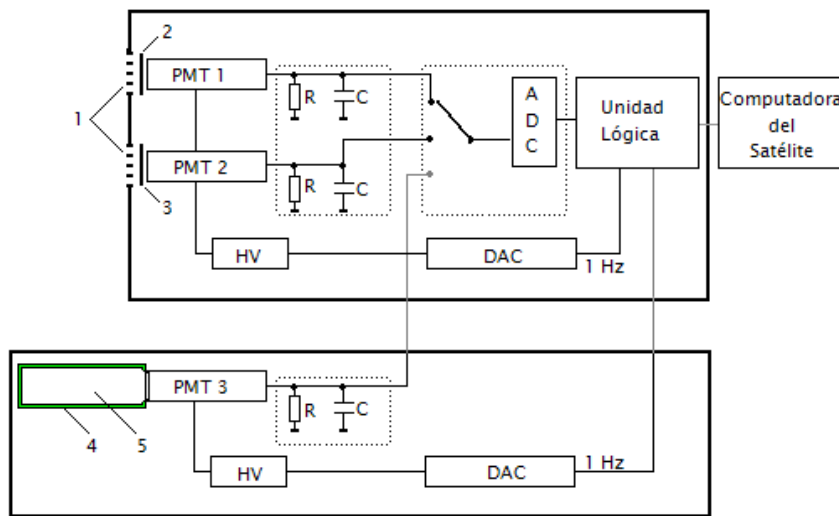 2
PMT 1
R
C
A
D
C
Unidad
Lógica
Computadora
del
Satélite
1
PMT 2
R
C
3
HV
DAC
1 Hz
PMT 3
R
C
4
5
HV
DAC
1 Hz